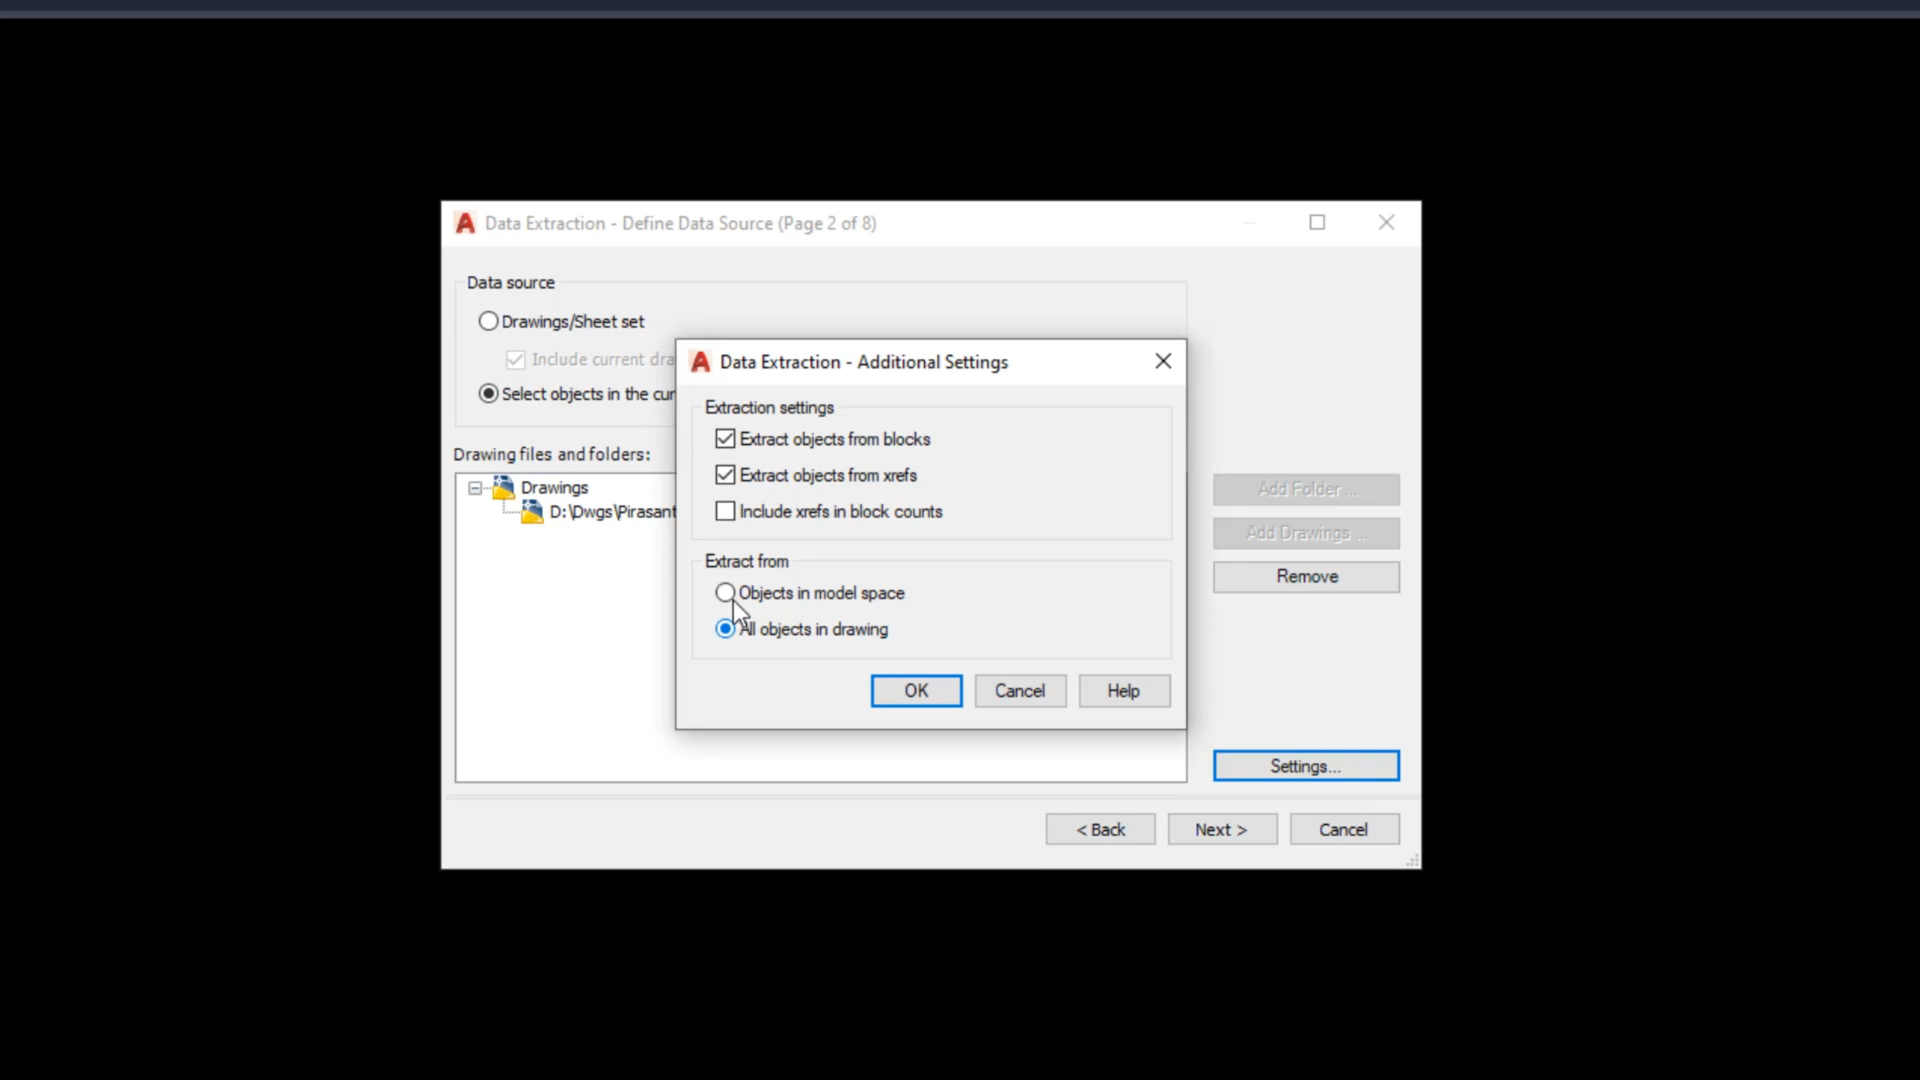 Data Extraction - Define Data Source (Page 2 of 8)
Data source
Drawings/Sheet set
Include current
Select objects in the
Data Extraction - Additional Settings
Extraction settings
Extract objects from blocks
Extract objects from xrefs
Include xrefs in block counts
Extract from
Objects in model space
All objects in drawing
OK
Cancel
Help
Drawing files and folders:
Drawings
D:\Dwgs\Pirasant
Add Folder ...
Add Drawings ...
Remove
Settings...
< Back
Next >
Cancel